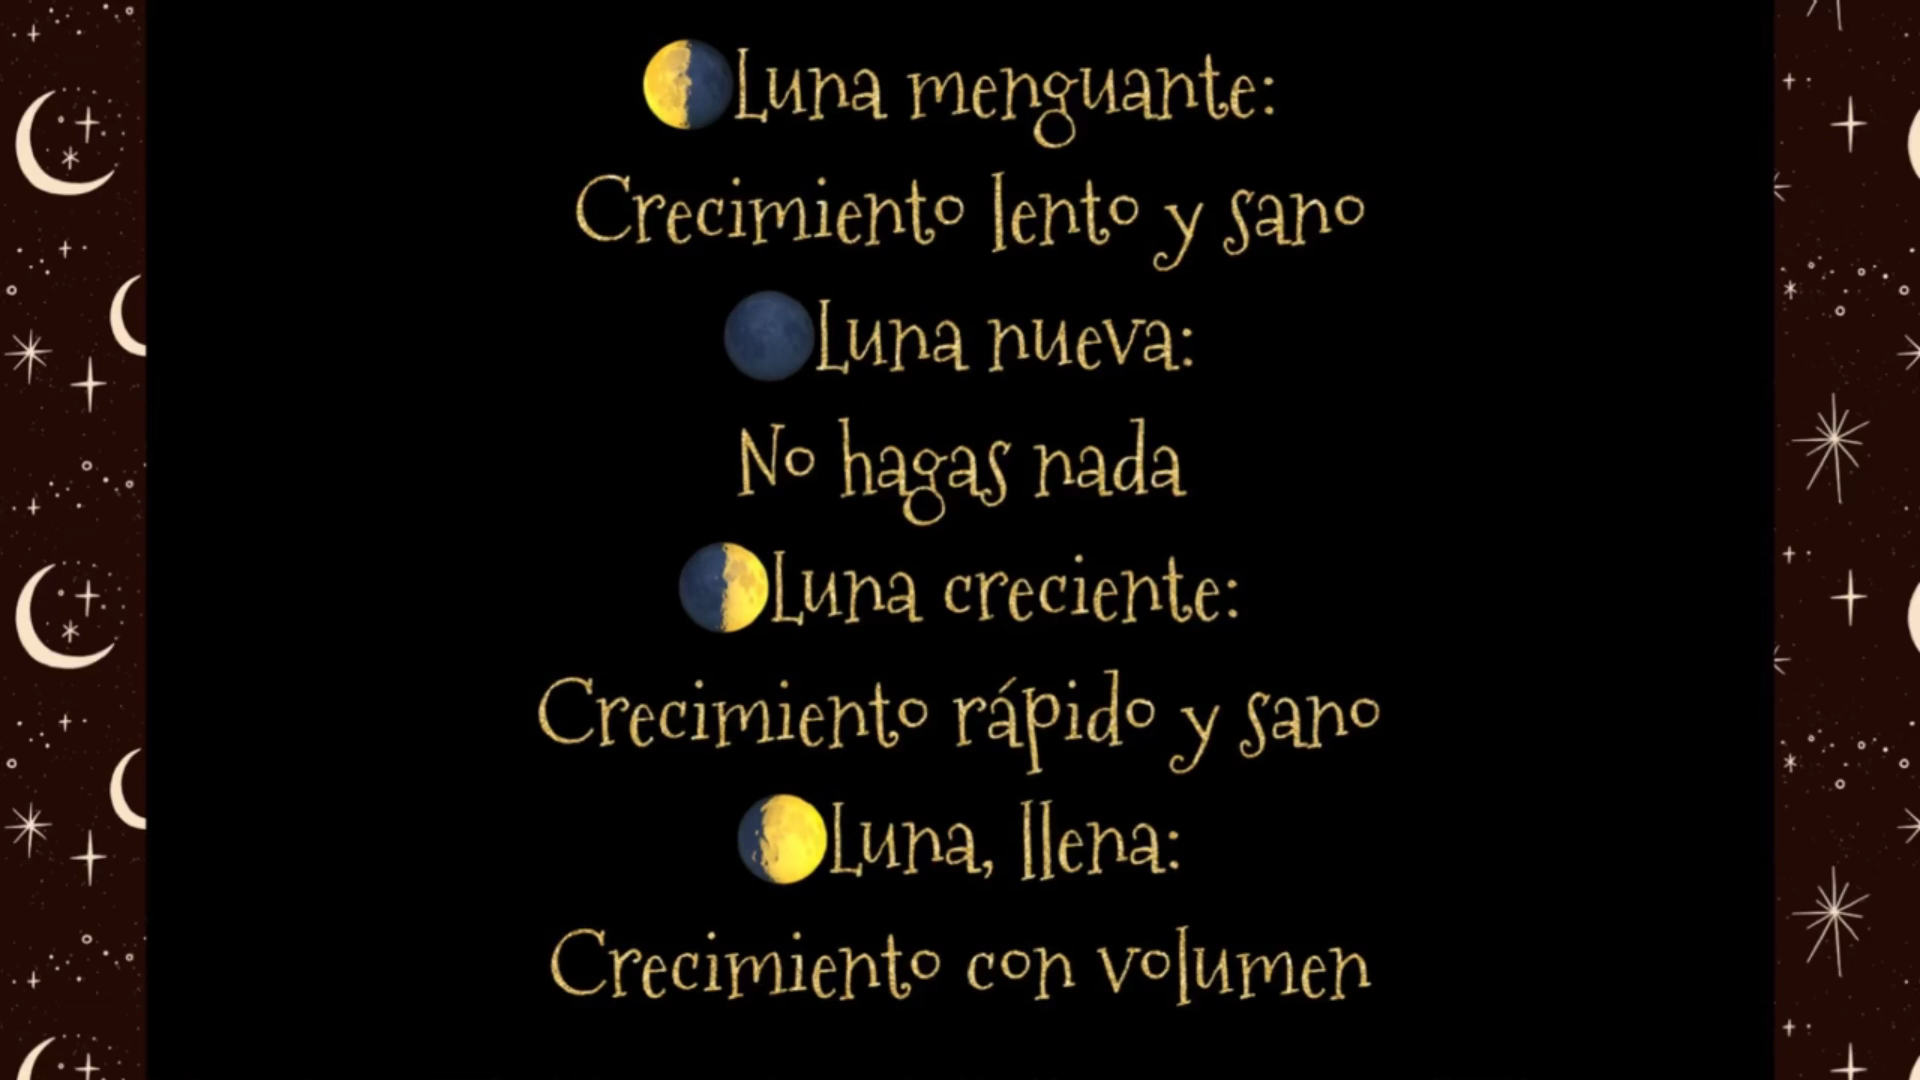 🌗Luna menguante:
Crecimiento lento y sano
🌑Luna nueva:
No hagas nada
🌓Luna creciente:
Crecimiento rápido y sano
🌔Luna, llena:
Crecimiento con volumen